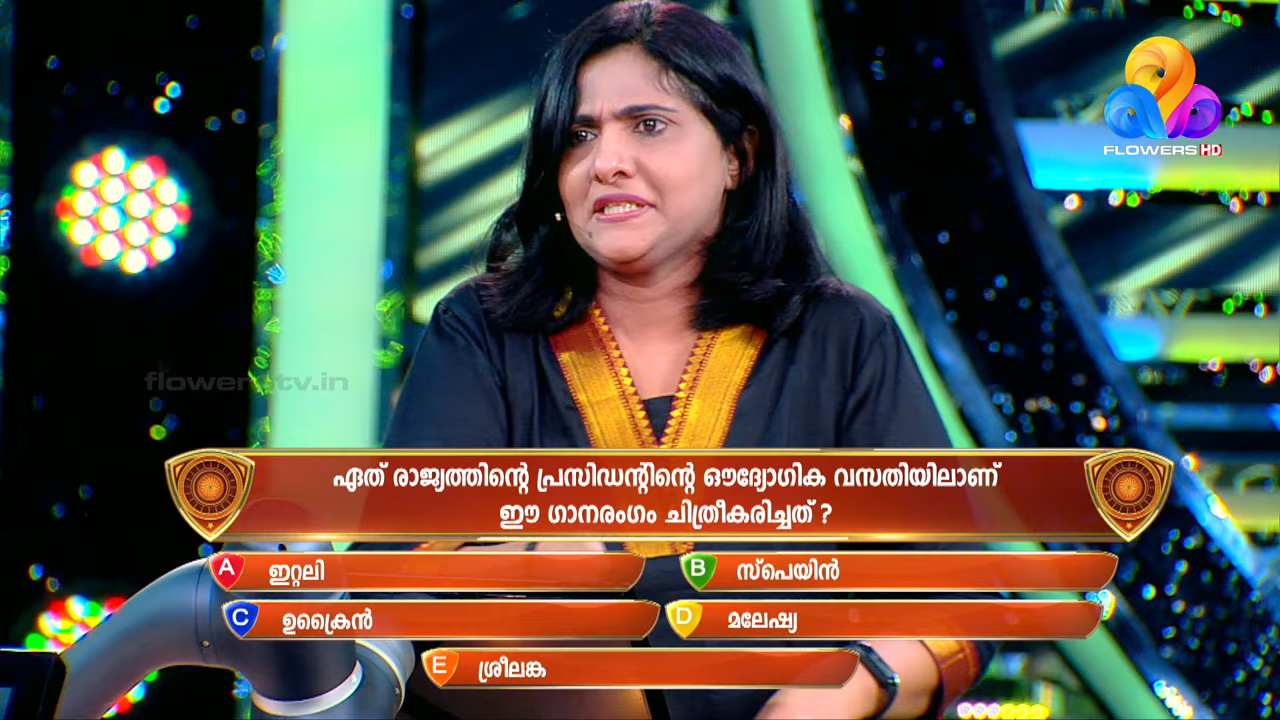 FLOWERS HD
flowerstv.in
ഏത് രാജ്യത്തിന്റെ പ്രസിഡന്റിന്റെ ഔദ്യോഗിക വസതിയിലാണ്
ഈ ഗാനരംഗം ചിത്രീകരിച്ചത് ?
A ഇറ്റലി
B സ്പെയിൻ
C ഉക്രൈൻ
D മലേഷ്യ
E ശ്രീലങ്ക